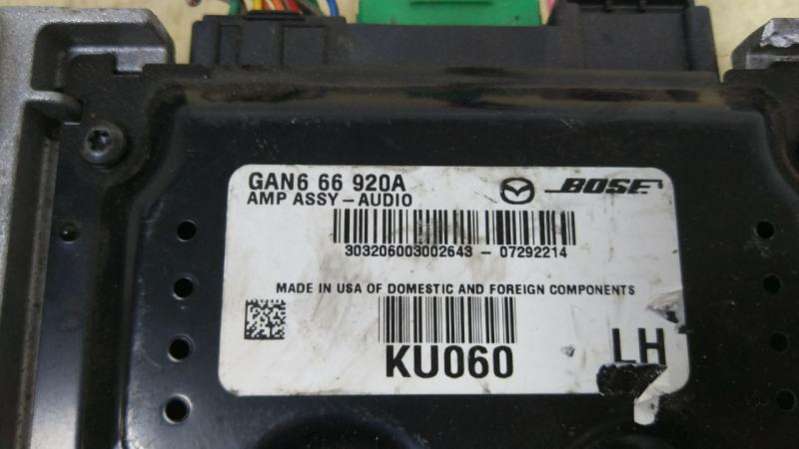 GAN6 66 920A BOSE
AMP ASSY - AUDIO
303206003002643 - 07292214
MADE IN USA OF DOMESTIC AND FOREIGN COMPONENTS
KU060
LH